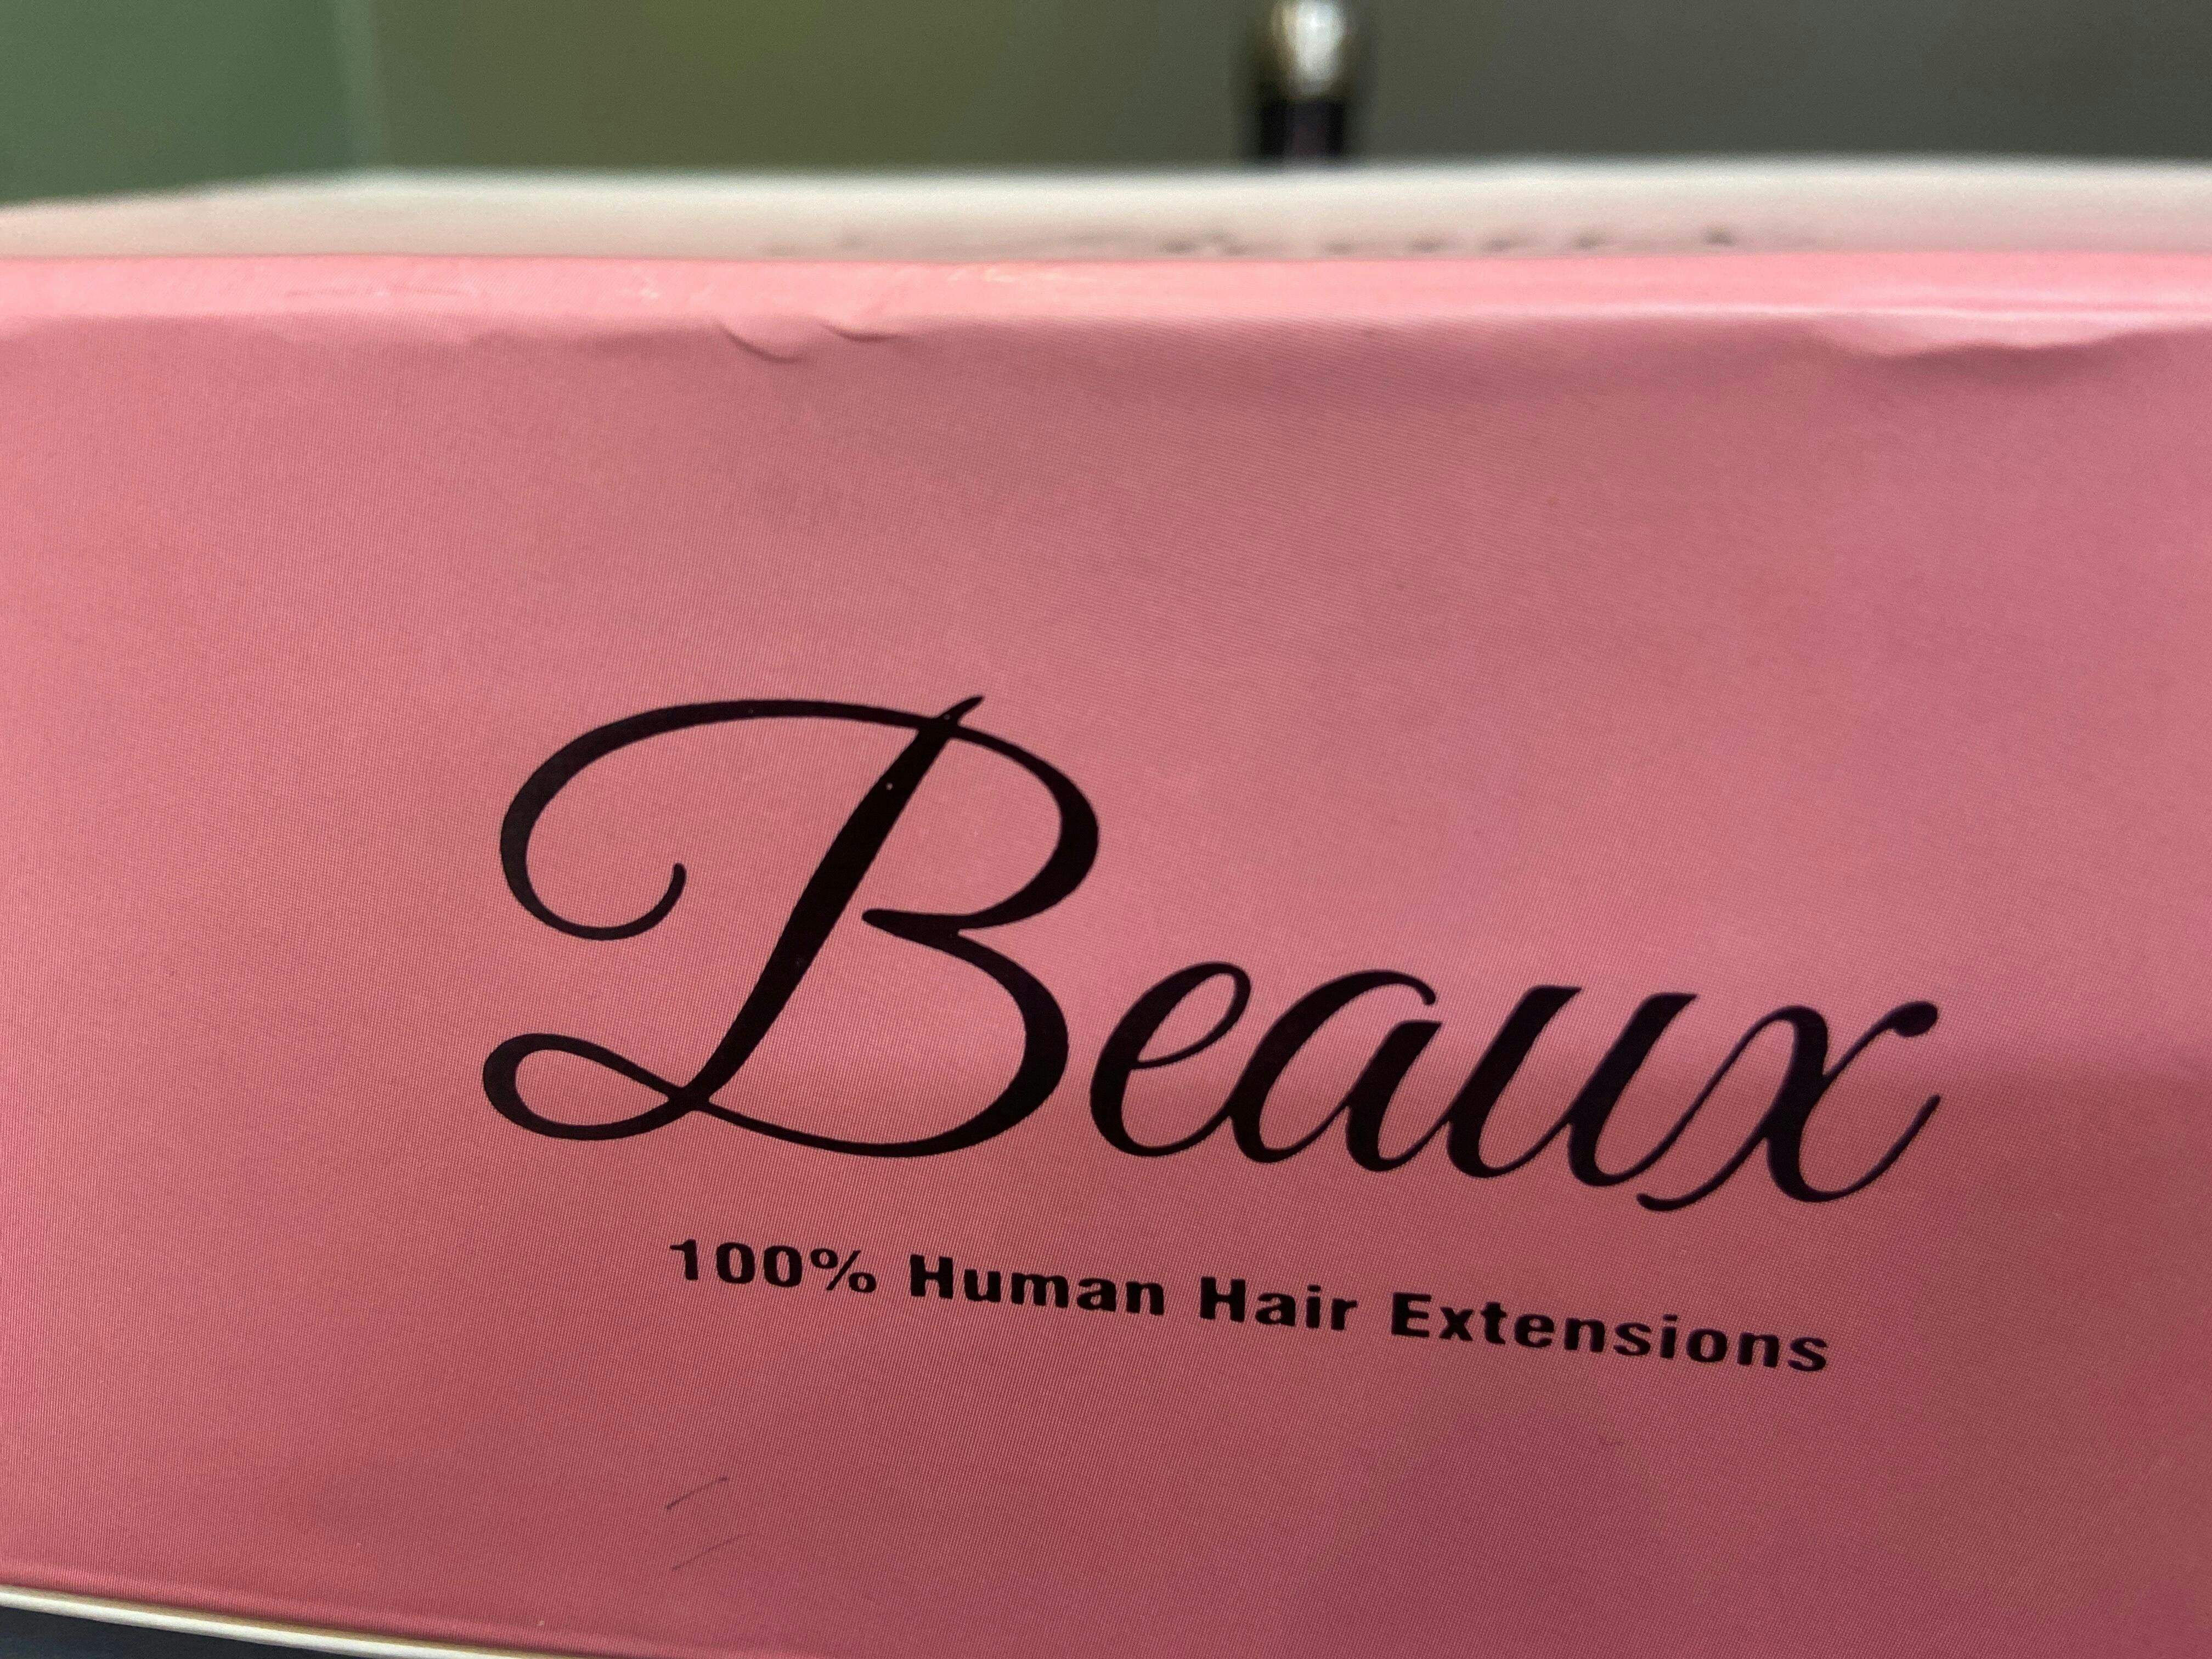 Beaux
100% Human Hair Extensions